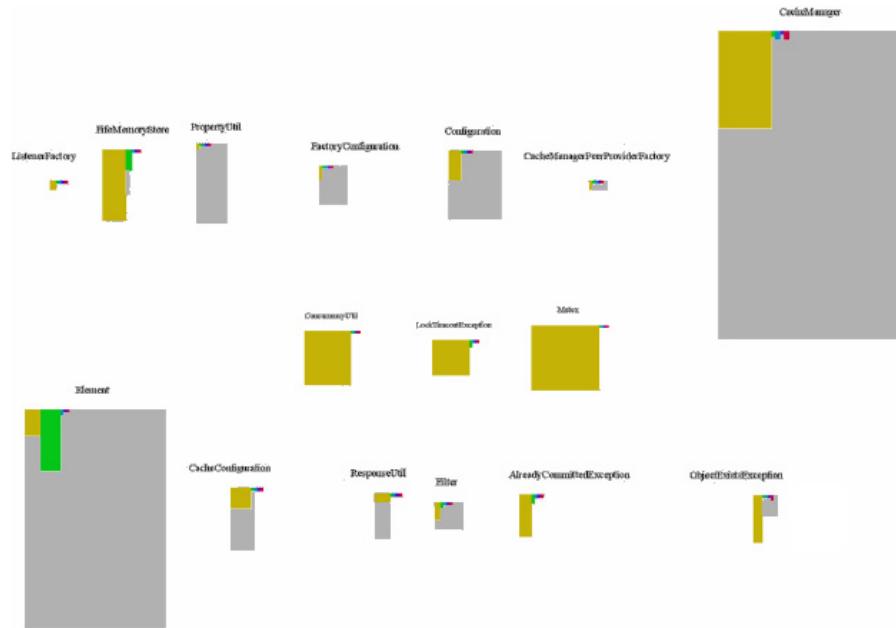 CacheManager
FifoMemoryStore
PropertyUtil
Configuration
ListenerFactory
FactoryConfiguration
CacheManagerPeerProviderFactory
ConcurrencyUtil
Mutex
LockTimeoutException
Element
CacheConfiguration
ResponseUtil
Filter
AlreadyCommittedException
ObjectExistsException